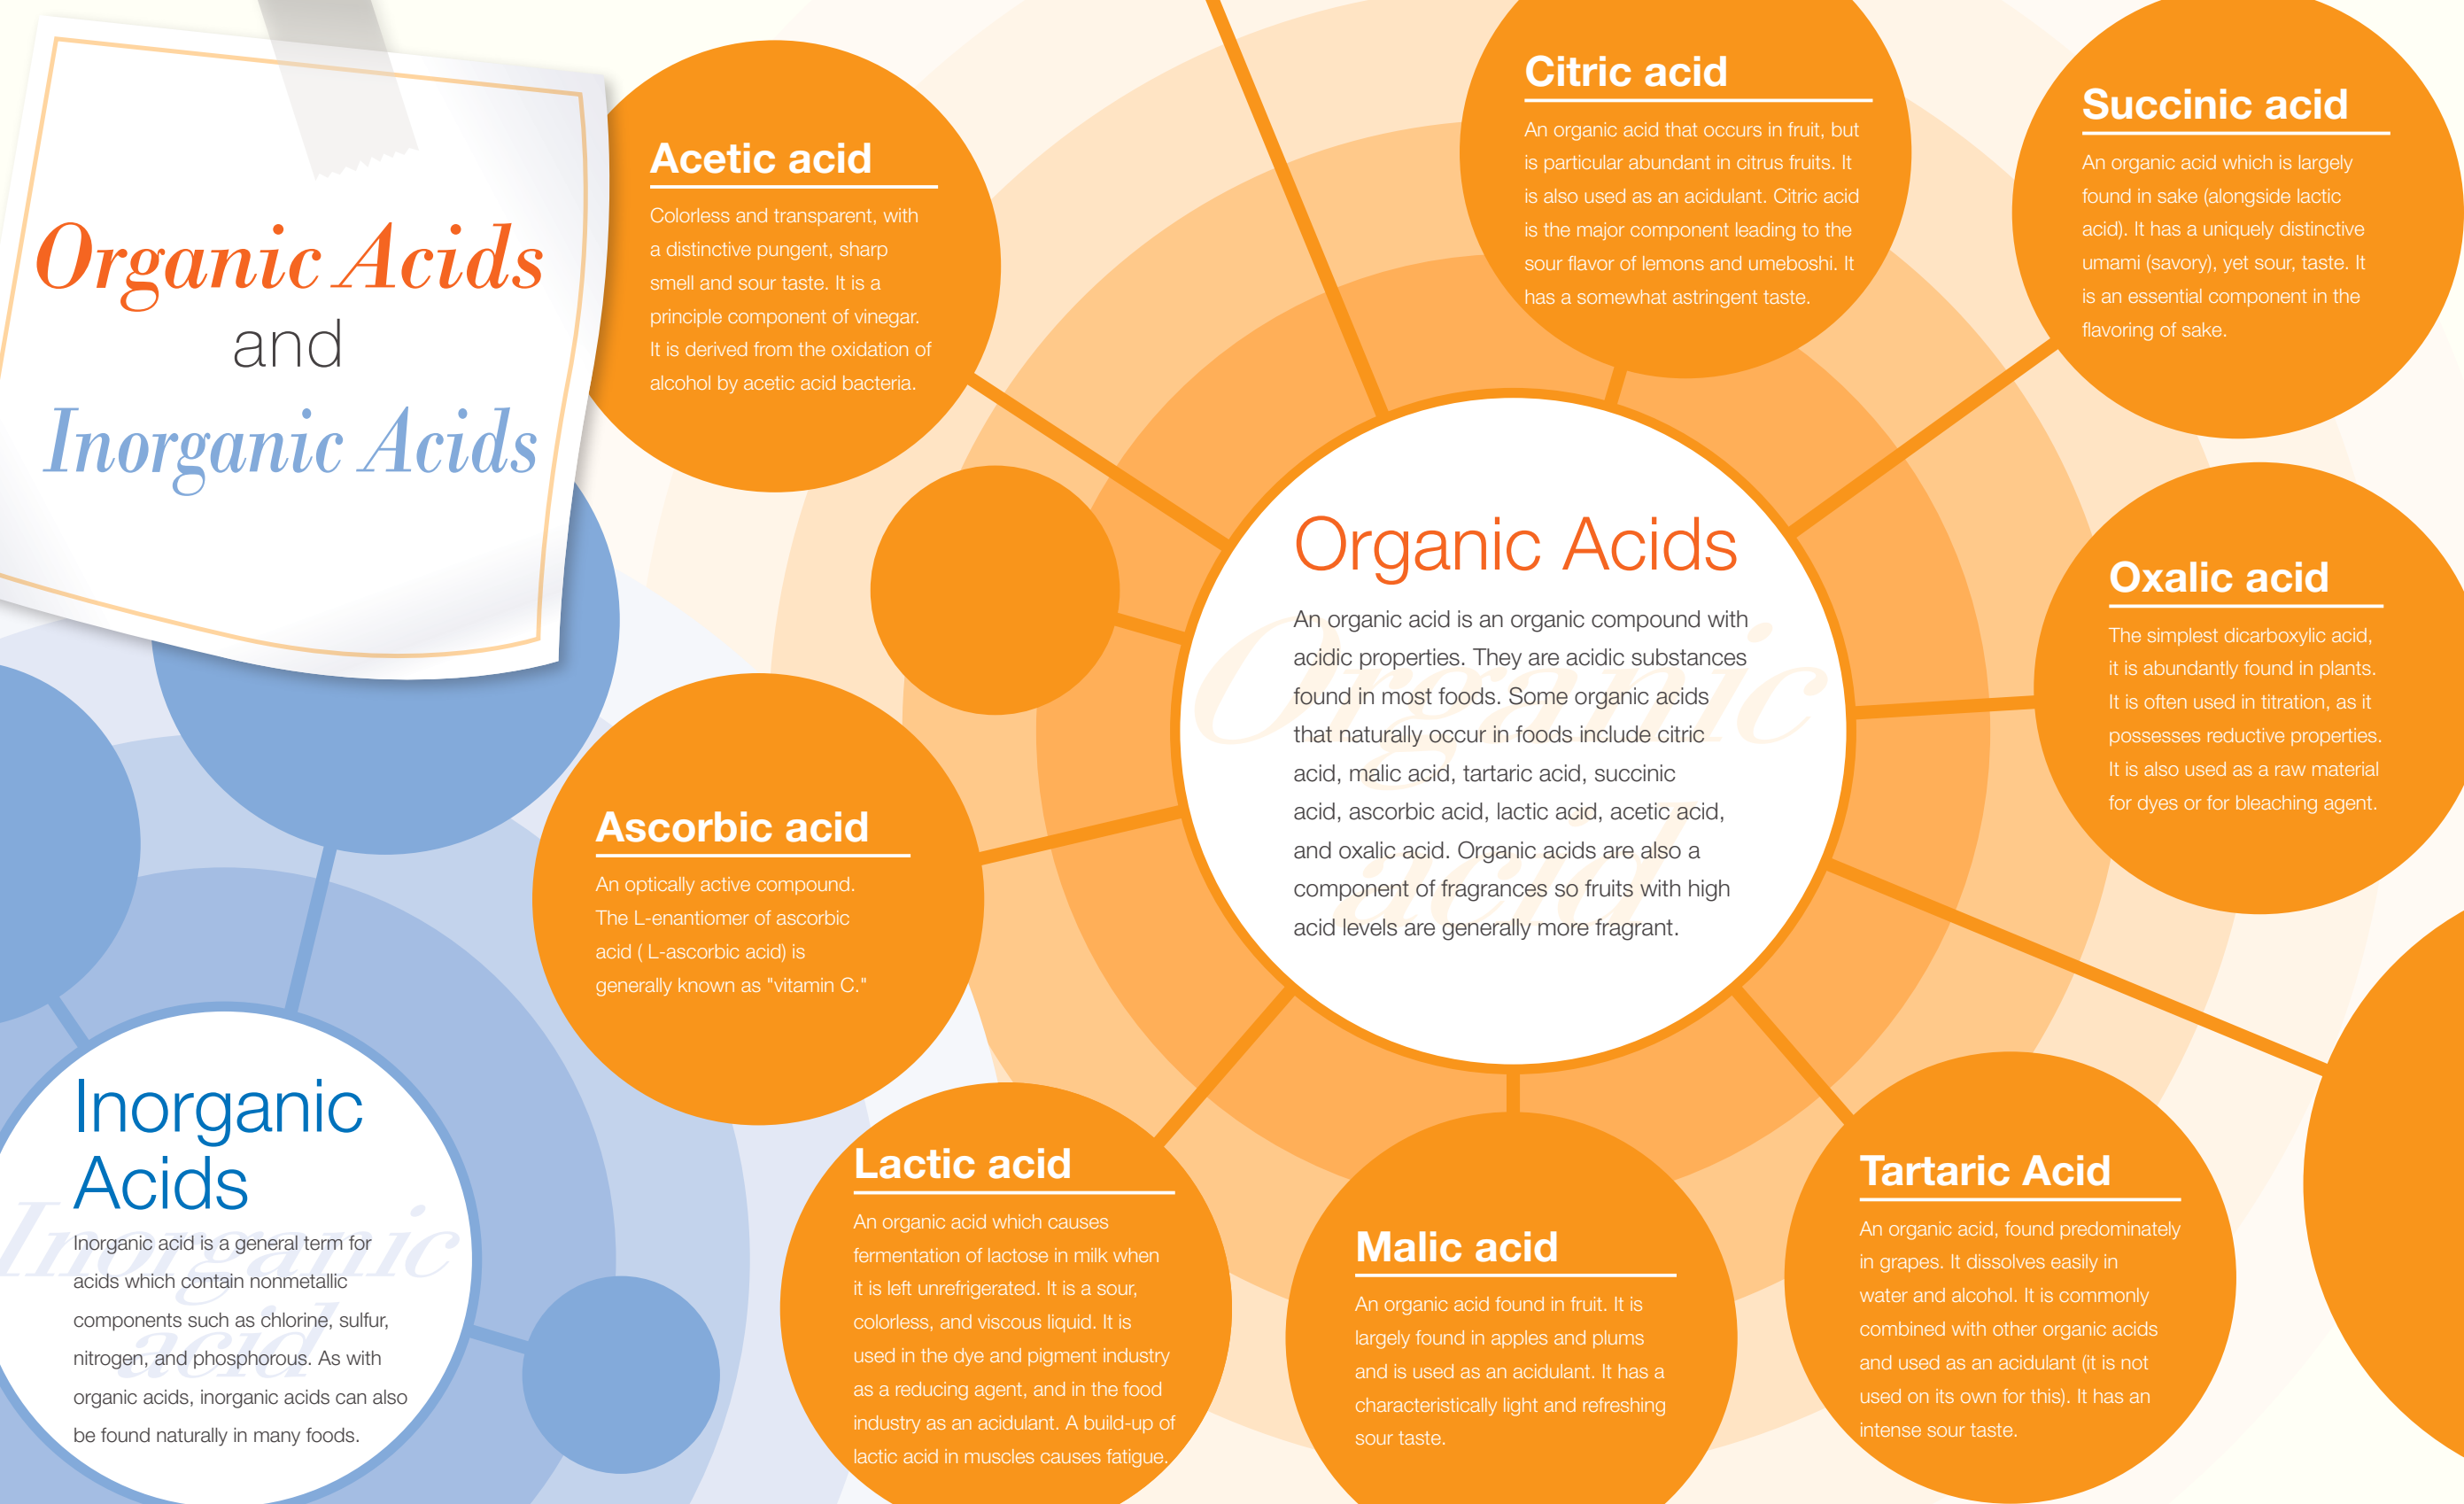 Organic Acids
and
Inorganic Acids
Acetic acid
Colorless and transparent, with
a distinctive pungent, sharp
smell and sour taste. It is a
principle component of vinegar.
It is derived from the oxidation of
alcohol by acetic acid bacteria.
Citric acid
An organic acid that occurs in fruit, but
is particular abundant in citrus fruits. It
is also used as an acidulant. Citric acid
is the major component leading to the
sour flavor of lemons and umeboshi. It
has a somewhat astringent taste.
Succinic acid
An organic acid which is largely
found in sake (alongside lactic
acid). It has a uniquely distinctive
umami (savory), yet sour, taste. It
is an essential component in the
flavoring of sake.
Organic Acids
An organic acid is an organic compound with
acidic properties. They are acidic substances
found in most foods. Some organic acids
that naturally occur in foods include citric
acid, malic acid, tartaric acid, succinic
acid, ascorbic acid, lactic acid, acetic acid,
and oxalic acid. Organic acids are also a
component of fragrances so fruits with high
acid levels are generally more fragrant.
Organic
acid
Oxalic acid
The simplest dicarboxylic acid,
it is abundantly found in plants.
It is often used in titration, as it
possesses reductive properties.
It is also used as a raw material
for dyes or for bleaching agent.
Ascorbic acid
An optically active compound.
The L-enantiomer of ascorbic
acid ( L-ascorbic acid) is
generally known as "vitamin C."
Inorganic
Acids
Inorganic acid is a general term for
acids which contain nonmetallic
components such as chlorine, sulfur,
nitrogen, and phosphorous. As with
organic acids, inorganic acids can also
be found naturally in many foods.
Inorganic
acid
Lactic acid
An organic acid which causes
fermentation of lactose in milk when
it is left unrefrigerated. It is a sour,
colorless, and viscous liquid. It is
used in the dye and pigment industry
as a reducing agent, and in the food
industry as an acidulant. A build-up of
lactic acid in muscles causes fatigue.
Malic acid
An organic acid found in fruit. It is
largely found in apples and plums
and is used as an acidulant. It has a
characteristically light and refreshing
sour taste.
Tartaric Acid
An organic acid, found predominately
in grapes. It dissolves easily in
water and alcohol. It is commonly
combined with other organic acids
and used as an acidulant (it is not
used on its own for this). It has an
intense sour taste.